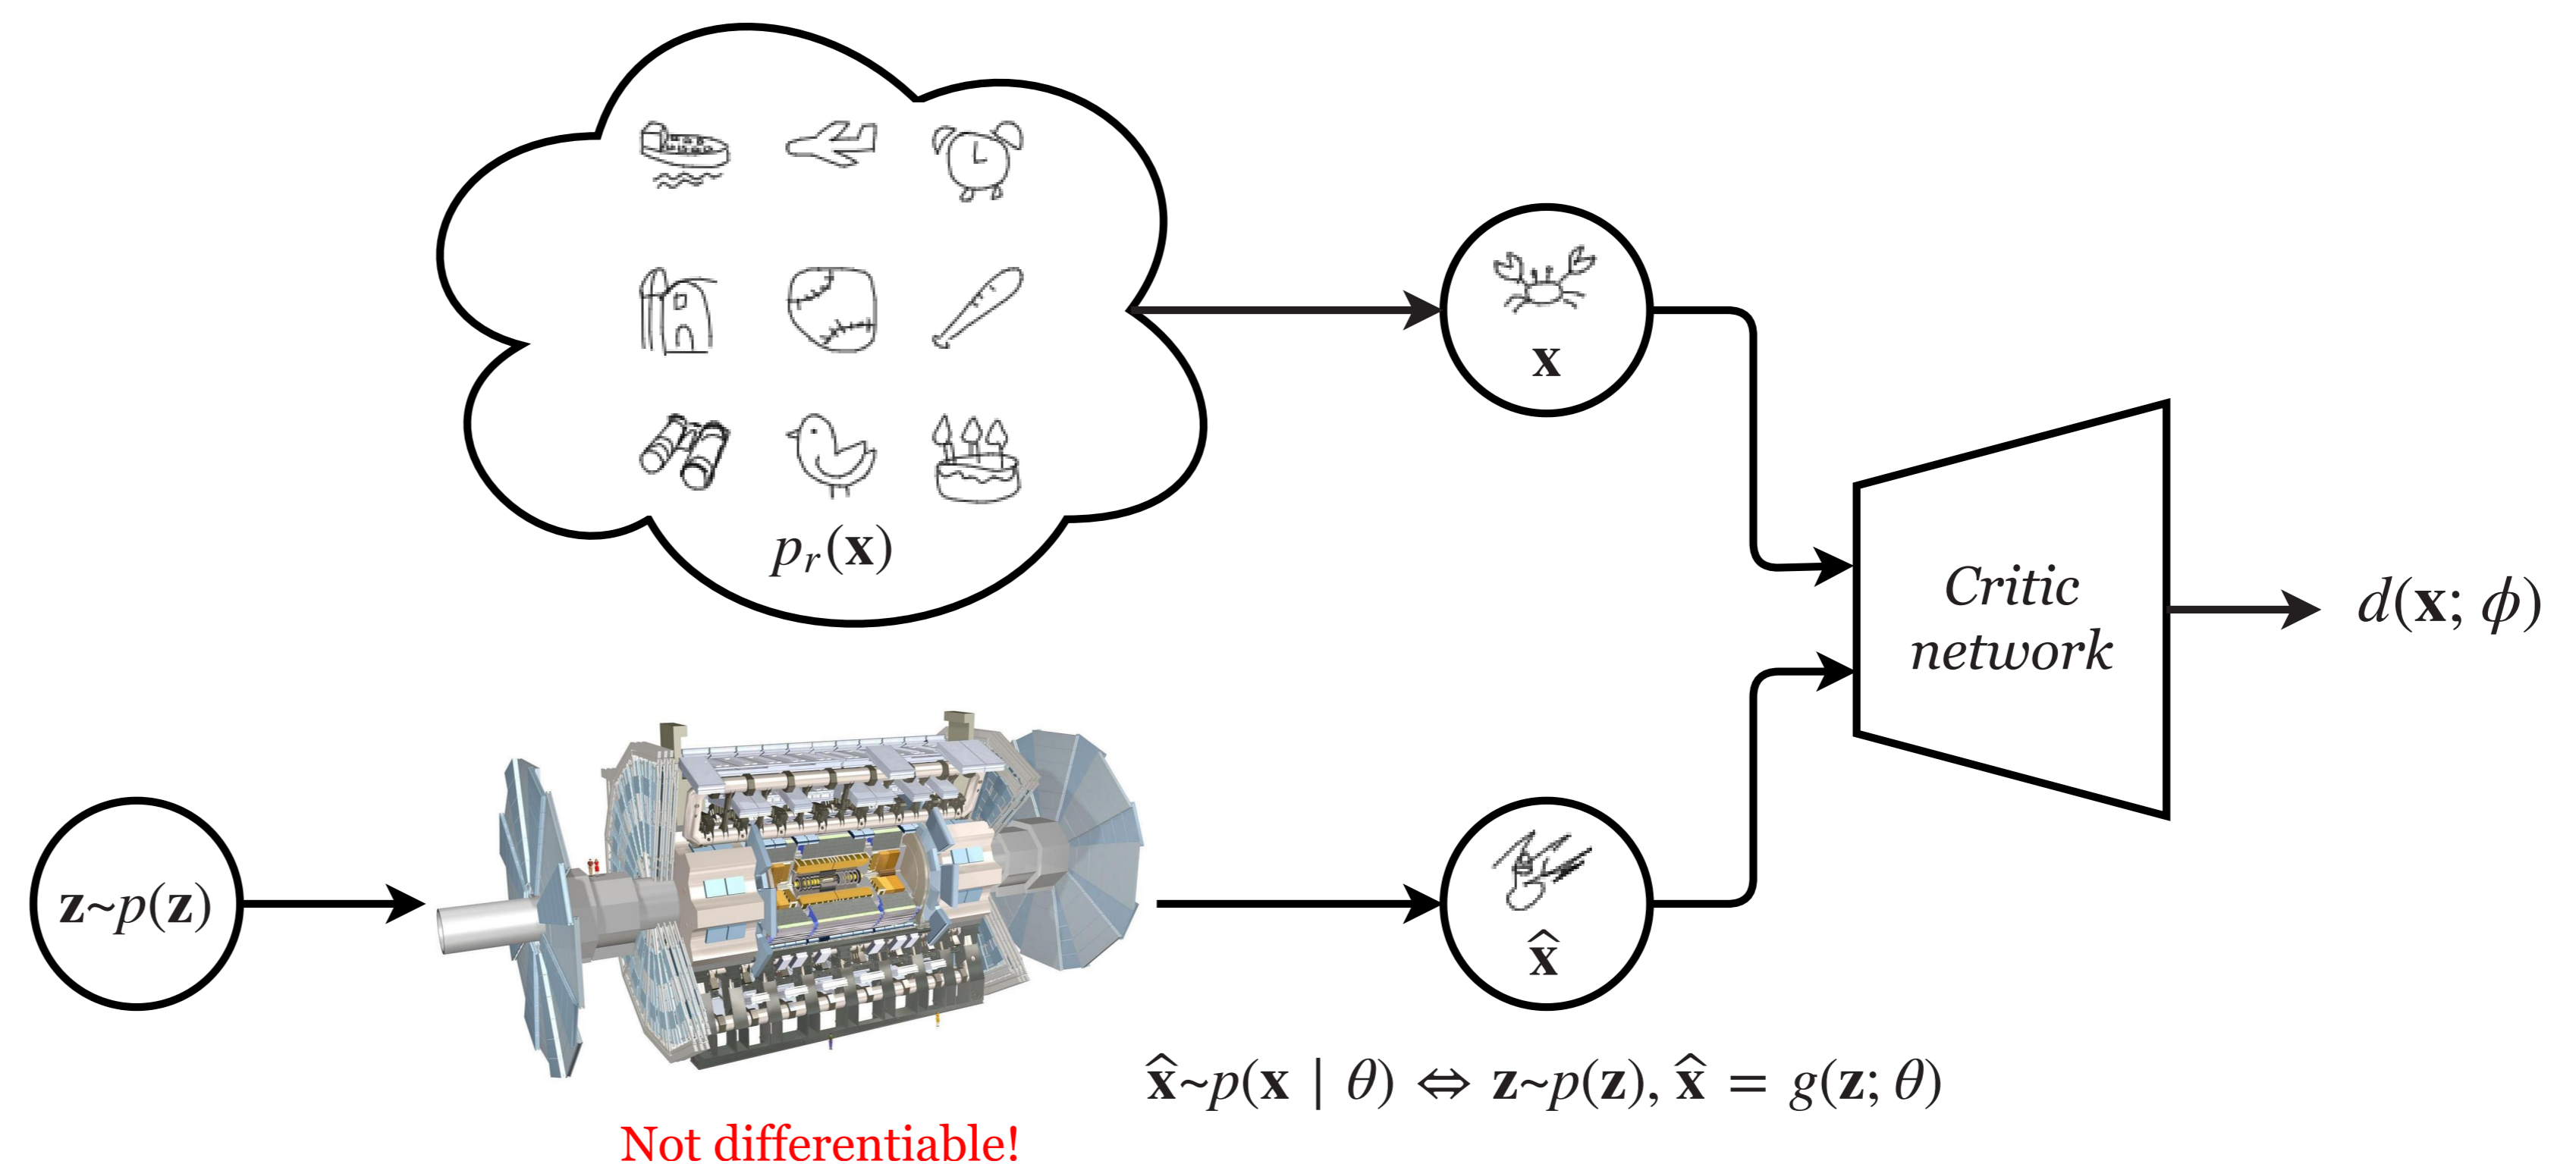 p_r(𝐱)
𝐱
Critic
network
d(𝐱; ϕ)
𝐳~p(𝐳)
𝐱̂
𝐱̂~p(𝐱 | θ) ⇔ 𝐳~p(𝐳), 𝐱̂ = g(𝐳; θ)
Not differentiable!